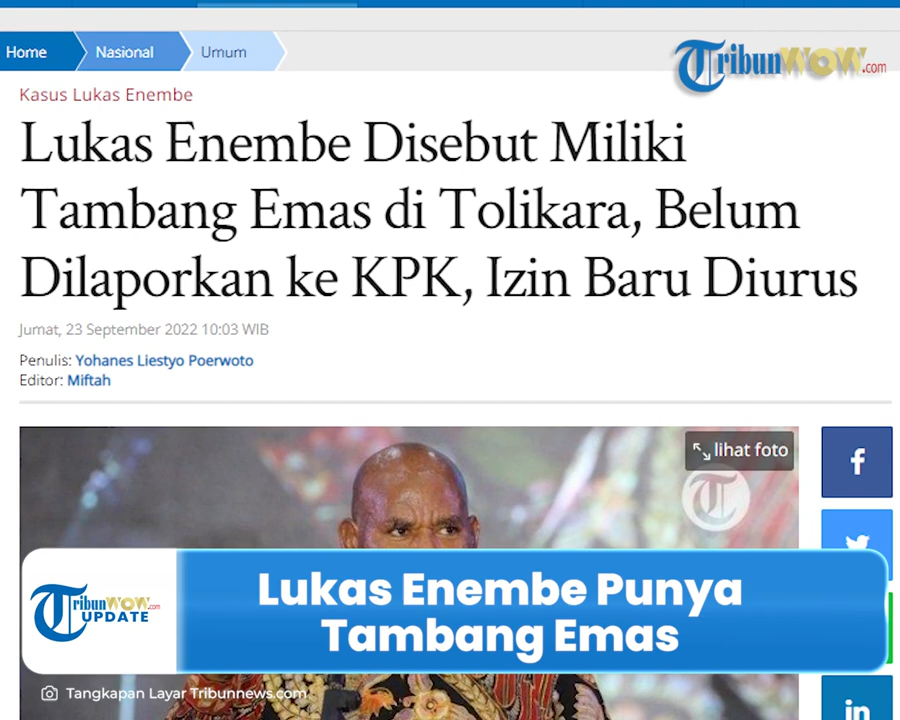 Home Nasional Umum
TribunWOW.com
Kasus Lukas Enembe
Lukas Enembe Disebut Miliki
Tambang Emas di Tolikara, Belum
Dilaporkan ke KPK, Izin Baru Diurus
Jumat, 23 September 2022 10:03 WIB
Penulis: Yohanes Liestyo Poerwoto
Editor: Miftah
lihat foto
f
T
TribunWOW.com
UPDATE
Lukas Enembe Punya
Tambang Emas
Tangkapan Layar Tribunnews.com
in